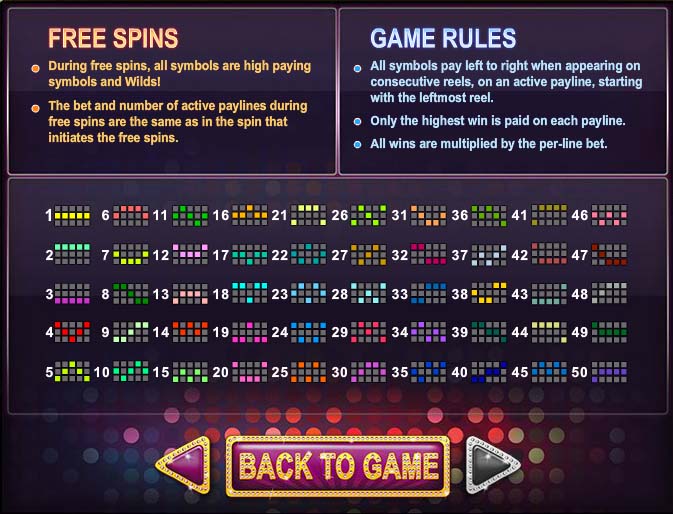 FREE SPINS
During free spins, all symbols are high paying
symbols and Wilds!
The bet and number of active paylines during
free spins are the same as in the spin that
initiates the free spins.
GAME RULES
All symbols pay left to right when appearing on
consecutive reels, on an active payline, starting
with the leftmost reel.
Only the highest win is paid on each payline.
All wins are multiplied by the per-line bet.
1 6 11 16 21 26 31 36 41 46
2 7 12 17 22 27 32 37 42 47
3 8 13 18 23 28 33 38 43 48
4 9 14 19 24 29 34 39 44 49
5 10 15 20 25 30 35 40 45 50
BACK TO GAME